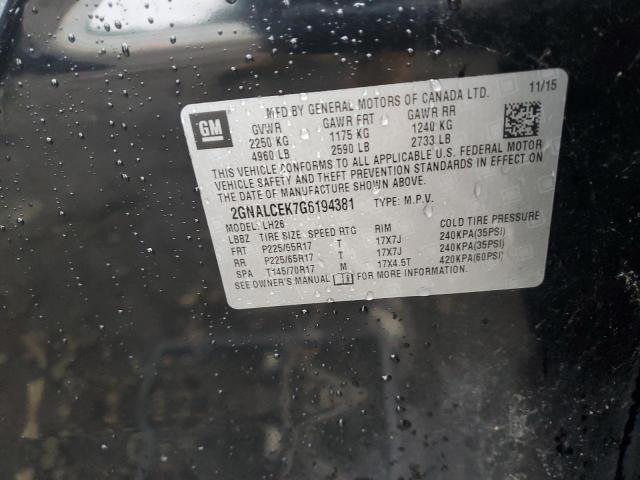 MFD BY GENERAL MOTORS OF CANADA LTD. 11/15
GM
GVWR GAWR FRT GAWR RR
2250 KG 1175 KG 1240 KG
4960 LB 2590 LB 2733 LB
THIS VEHICLE CONFORMS TO ALL APPLICABLE U.S. FEDERAL MOTOR
VEHICLE SAFETY AND THEFT PREVENTION STANDARDS IN EFFECT ON
THE DATE OF MANUFACTURE SHOWN ABOVE.
2GNALCEK7G6194381 TYPE: M.P.V.
MODEL: LH26
LBBZ TIRE SIZE SPEED RTG RIM COLD TIRE PRESSURE
FRT P225/65R17 T 17X7J 240KPA(35PSI)
RR P225/65R17 T 17X7J 240KPA(35PSI)
SPA T145/70R17 M 17X4.5T 420KPA(60PSI)
SEE OWNER'S MANUAL FOR MORE INFORMATION.